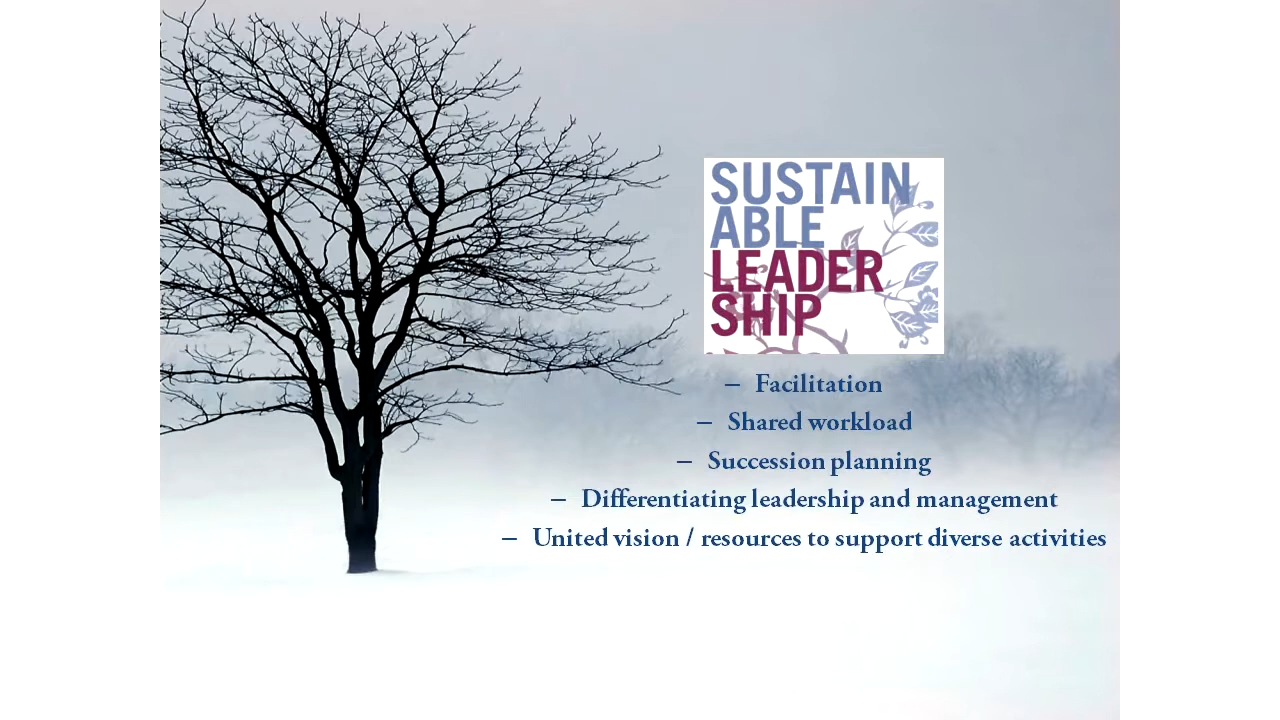 SUSTAIN
ABLE
LEADER
SHIP
– Facilitation
– Shared workload
– Succession planning
– Differentiating leadership and management
– United vision / resources to support diverse activities